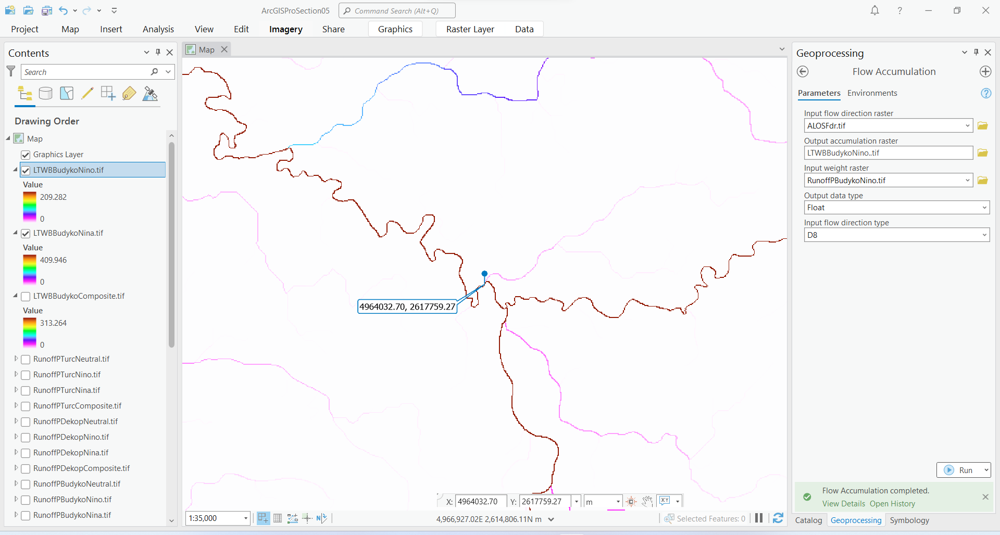 ArcGISProSection05
Command Search (Alt+Q)
Project
Map
Insert
Analysis
View
Edit
Imagery
Share
Graphics
Raster Layer
Data
Contents
Search
Drawing Order
Map
Graphics Layer
LTWBBudykoNino.tif
Value
209.282
0
LTWBBudykoNina.tif
Value
409.946
0
LTWBBudykoComposite.tif
Value
313.264
0
RunoffPTurcNeutral.tif
RunoffPTurcNino.tif
RunoffPTurcNina.tif
RunoffPTurcComposite.tif
RunoffPDekopNeutral.tif
RunoffPDekopNino.tif
RunoffPDekopNina.tif
RunoffPDekopComposite.tif
RunoffPBudykoNeutral.tif
RunoffPBudykoNino.tif
RunoffPBudykoNina.tif
Map
4964032.70, 2617759.27
X: 4964032.70 Y: 2617759.27 m XY
1:35,000
N
4,966,927.02E 2,614,806.11N m
Selected Features: 0
Geoprocessing
Flow Accumulation
Parameters
Environments
Input flow direction raster
ALOSFdr.tif
Output accumulation raster
LTWBBudykoNino..tif
Input weight raster
RunoffPBudykoNino.tif
Output data type
Float
Input flow direction type
D8
Run
Flow Accumulation completed.
View Details Open History
Catalog
Geoprocessing
Symbology